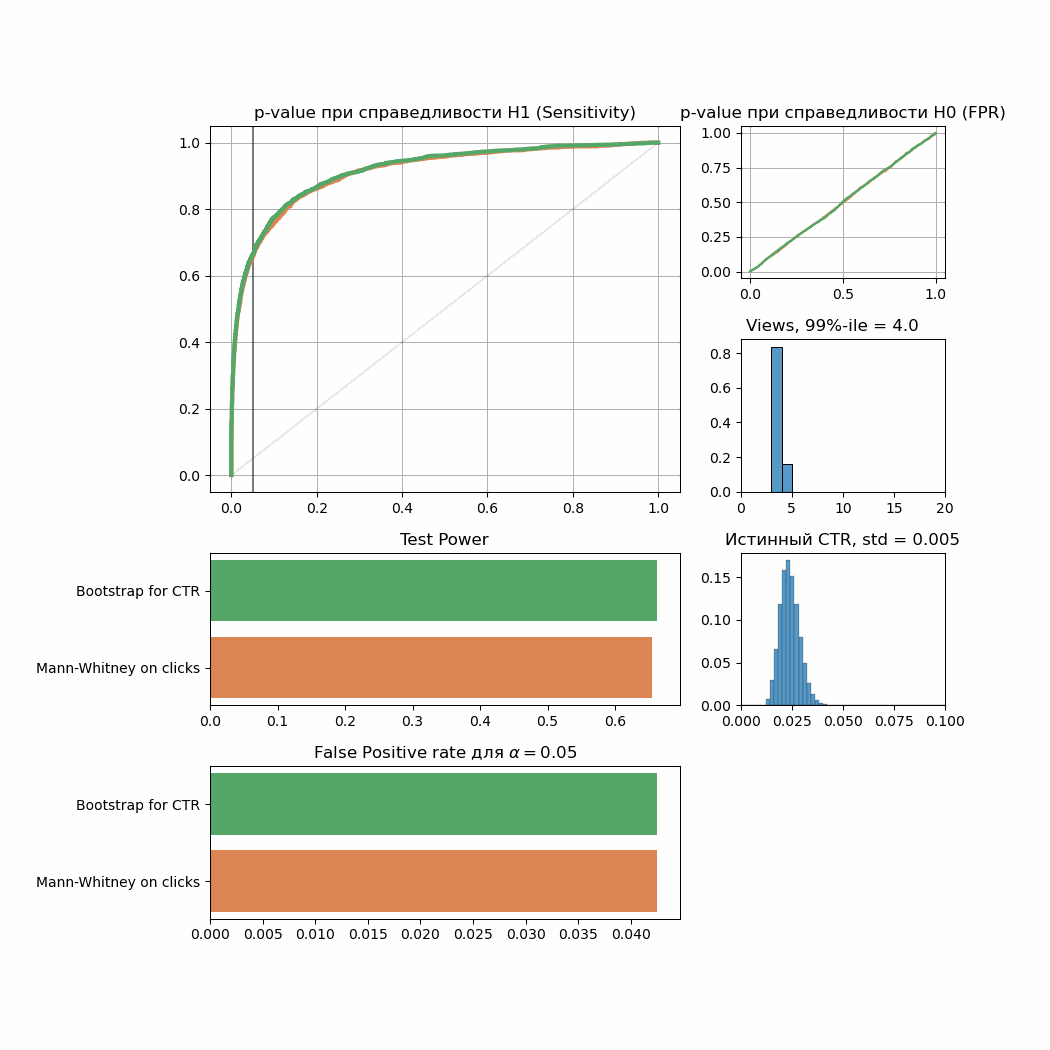 p-value при справедливости H1 (Sensitivity)
1.0
0.8
0.6
0.4
0.2
0.0
0.0 0.2 0.4 0.6 0.8 1.0
p-value при справедливости H0 (FPR)
1.00
0.75
0.50
0.25
0.00
0.0 0.5 1.0
Views, 99%-ile = 4.0
0.8
0.6
0.4
0.2
0.0
0 5 10 15 20
Test Power
Bootstrap for CTR
Mann-Whitney on clicks
0.0 0.1 0.2 0.3 0.4 0.5 0.6
Истинный CTR, std = 0.005
0.15
0.10
0.05
0.00
0.000 0.025 0.050 0.075 0.100
False Positive rate для α = 0.05
Bootstrap for CTR
Mann-Whitney on clicks
0.000 0.005 0.010 0.015 0.020 0.025 0.030 0.035 0.040